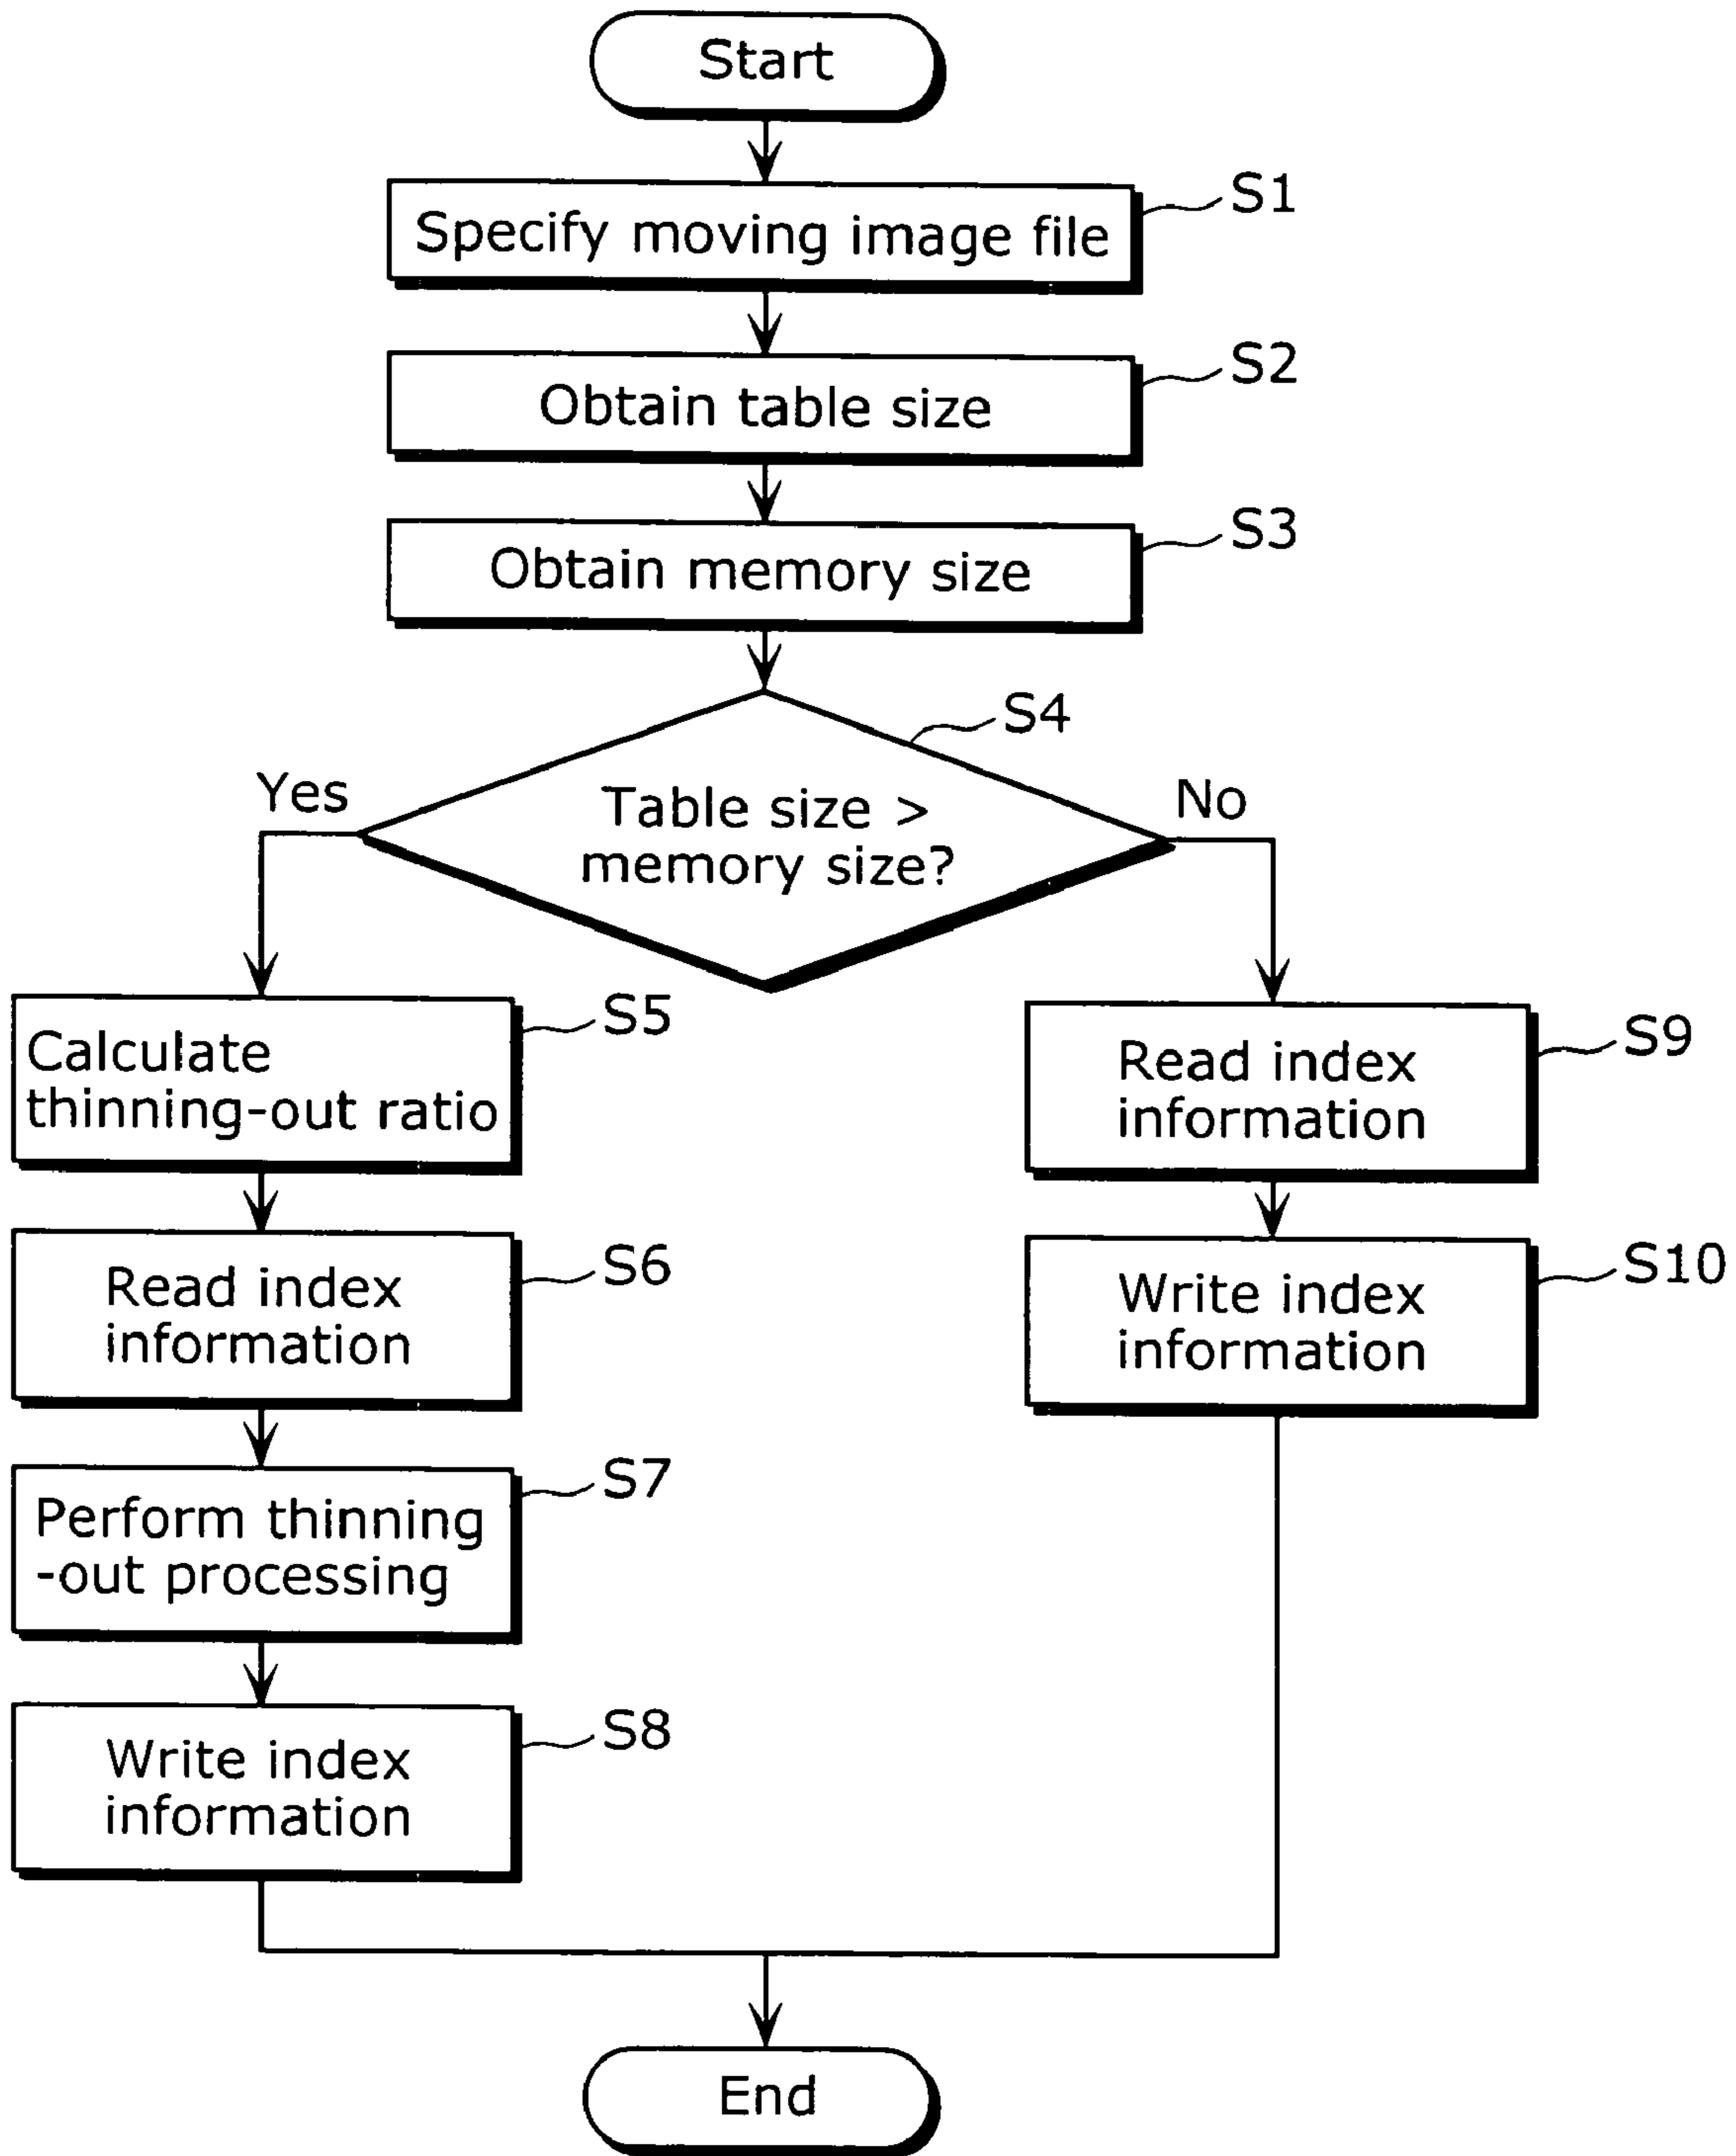 Start
S1
Specify moving image file
S2
Obtain table size
S3
Obtain memory size
S4
Yes
No
Table size >
memory size?
S5
Calculate
thinning-out ratio
S9
Read index
information
S6
Read index
information
S10
Write index
information
S7
Perform thinning
-out processing
S8
Write index
information
End